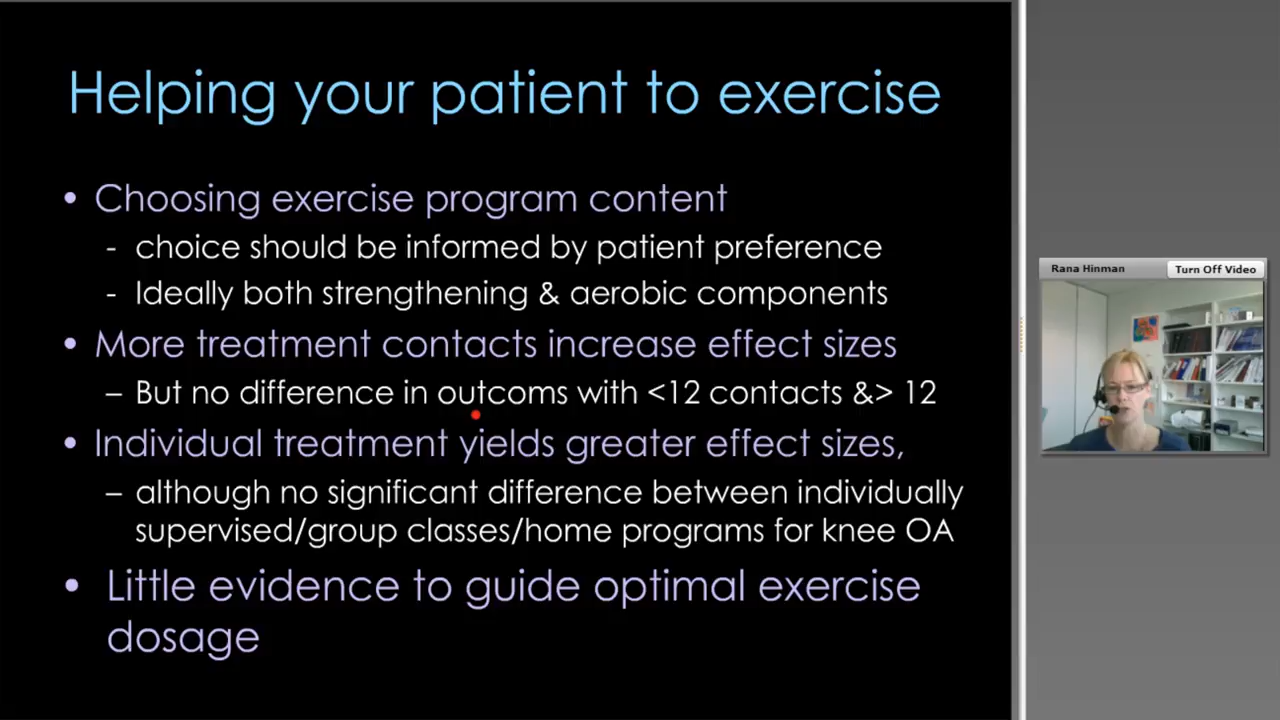 Helping your patient to exercise
• Choosing exercise program content
- choice should be informed by patient preference
- Ideally both strengthening & aerobic components
• More treatment contacts increase effect sizes
– But no difference in outcoms with <12 contacts &> 12
• Individual treatment yields greater effect sizes,
– although no significant difference between individually
supervised/group classes/home programs for knee OA
• Little evidence to guide optimal exercise
dosage
Rana Hinman
Turn Off Video